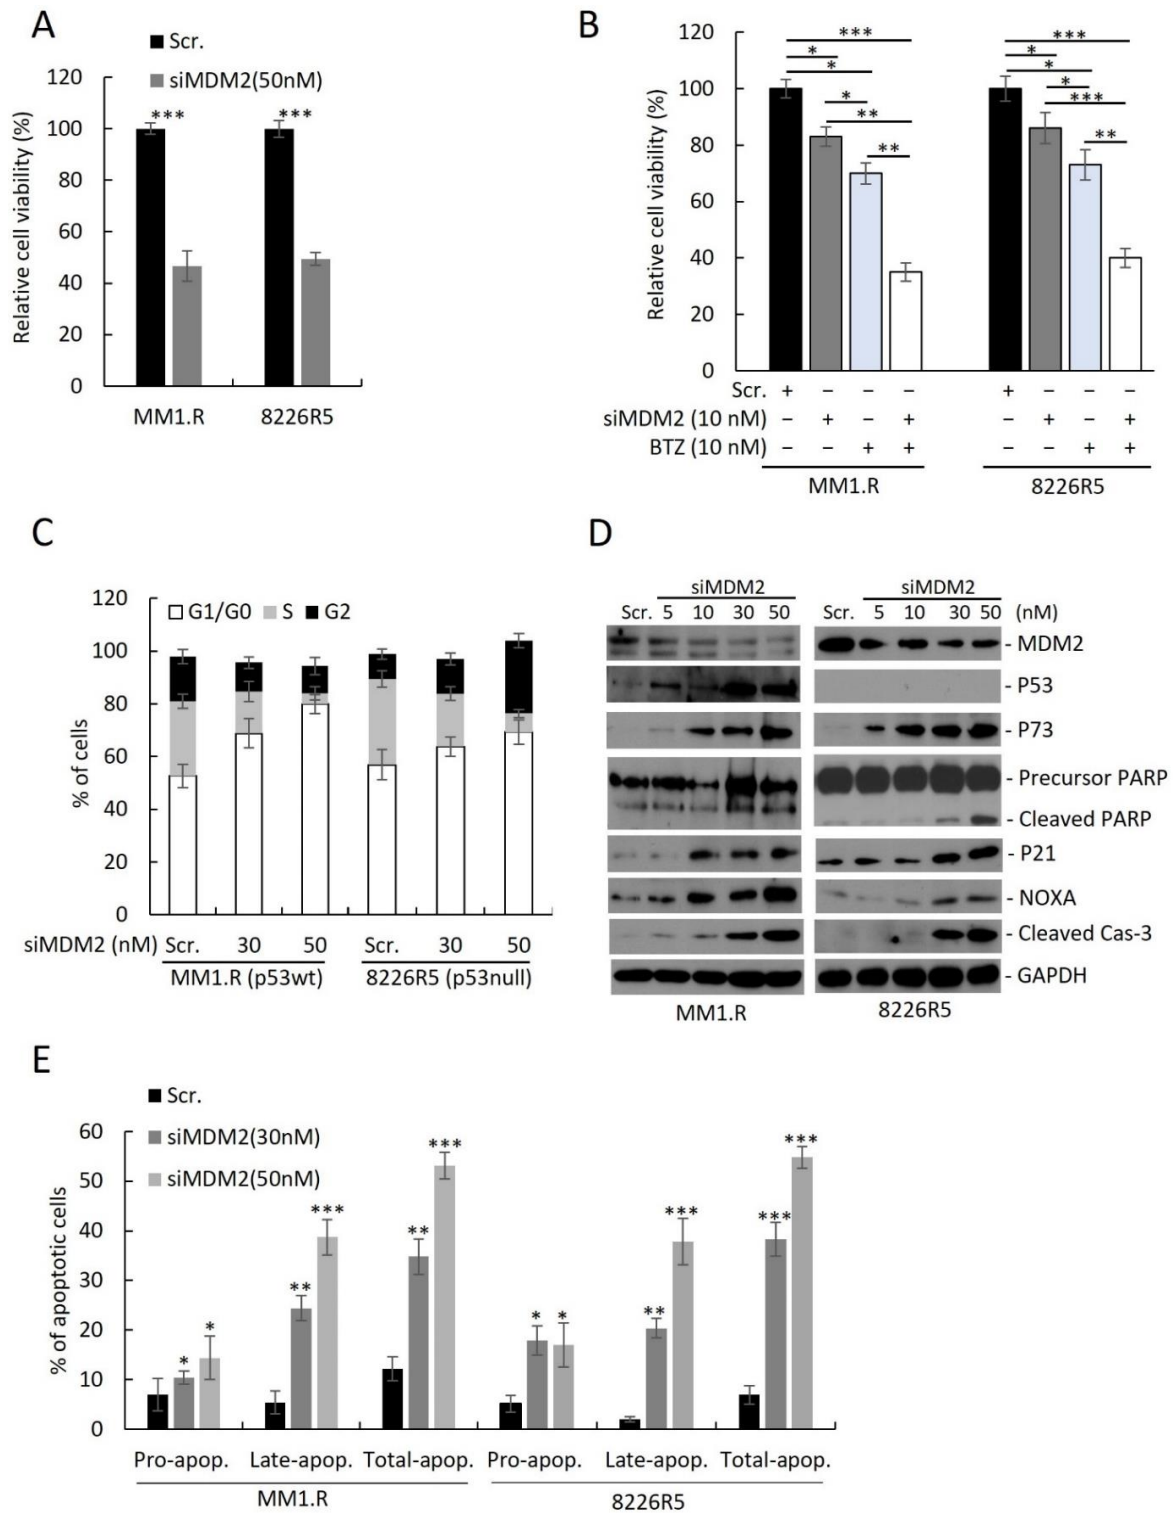 A
Scr.
siMDM2(50nM)
***
***
Relative cell viability (%)
120
100
80
60
40
20
0
MM1.R
8226R5
B
Relative cell viability (%)
120
100
80
60
40
20
0
***
*
*
*
**
**
***
*
*
*
***
**
Scr. + – – – + – – –
siMDM2 (10 nM) – + – + – + – +
BTZ (10 nM) – – + + – – + +
MM1.R
8226R5
C
% of cells
120
100
80
60
40
20
0
G1/G0 S G2
siMDM2 (nM) Scr. 30 50 Scr. 30 50
MM1.R (p53wt) 8226R5 (p53null)
D
siMDM2 siMDM2
Scr. 5 10 30 50 Scr. 5 10 30 50 (nM)
- MDM2
- P53
- P73
- Precursor PARP
- Cleaved PARP
- P21
- NOXA
- Cleaved Cas-3
- GAPDH
MM1.R 8226R5
E
Scr.
siMDM2(30nM)
siMDM2(50nM)
% of apoptotic cells
60
50
40
30
20
10
0
*
*
**
***
**
***
*
*
**
***
***
***
Pro-apop. Late-apop. Total-apop. Pro-apop. Late-apop. Total-apop.
MM1.R 8226R5